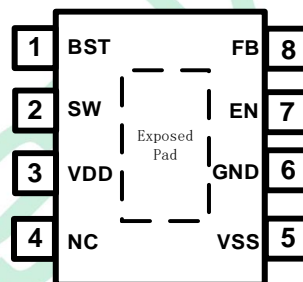 1 BST FB 8
2 SW EN 7
Exposed
Pad
3 VDD GND 6
4 NC VSS 5